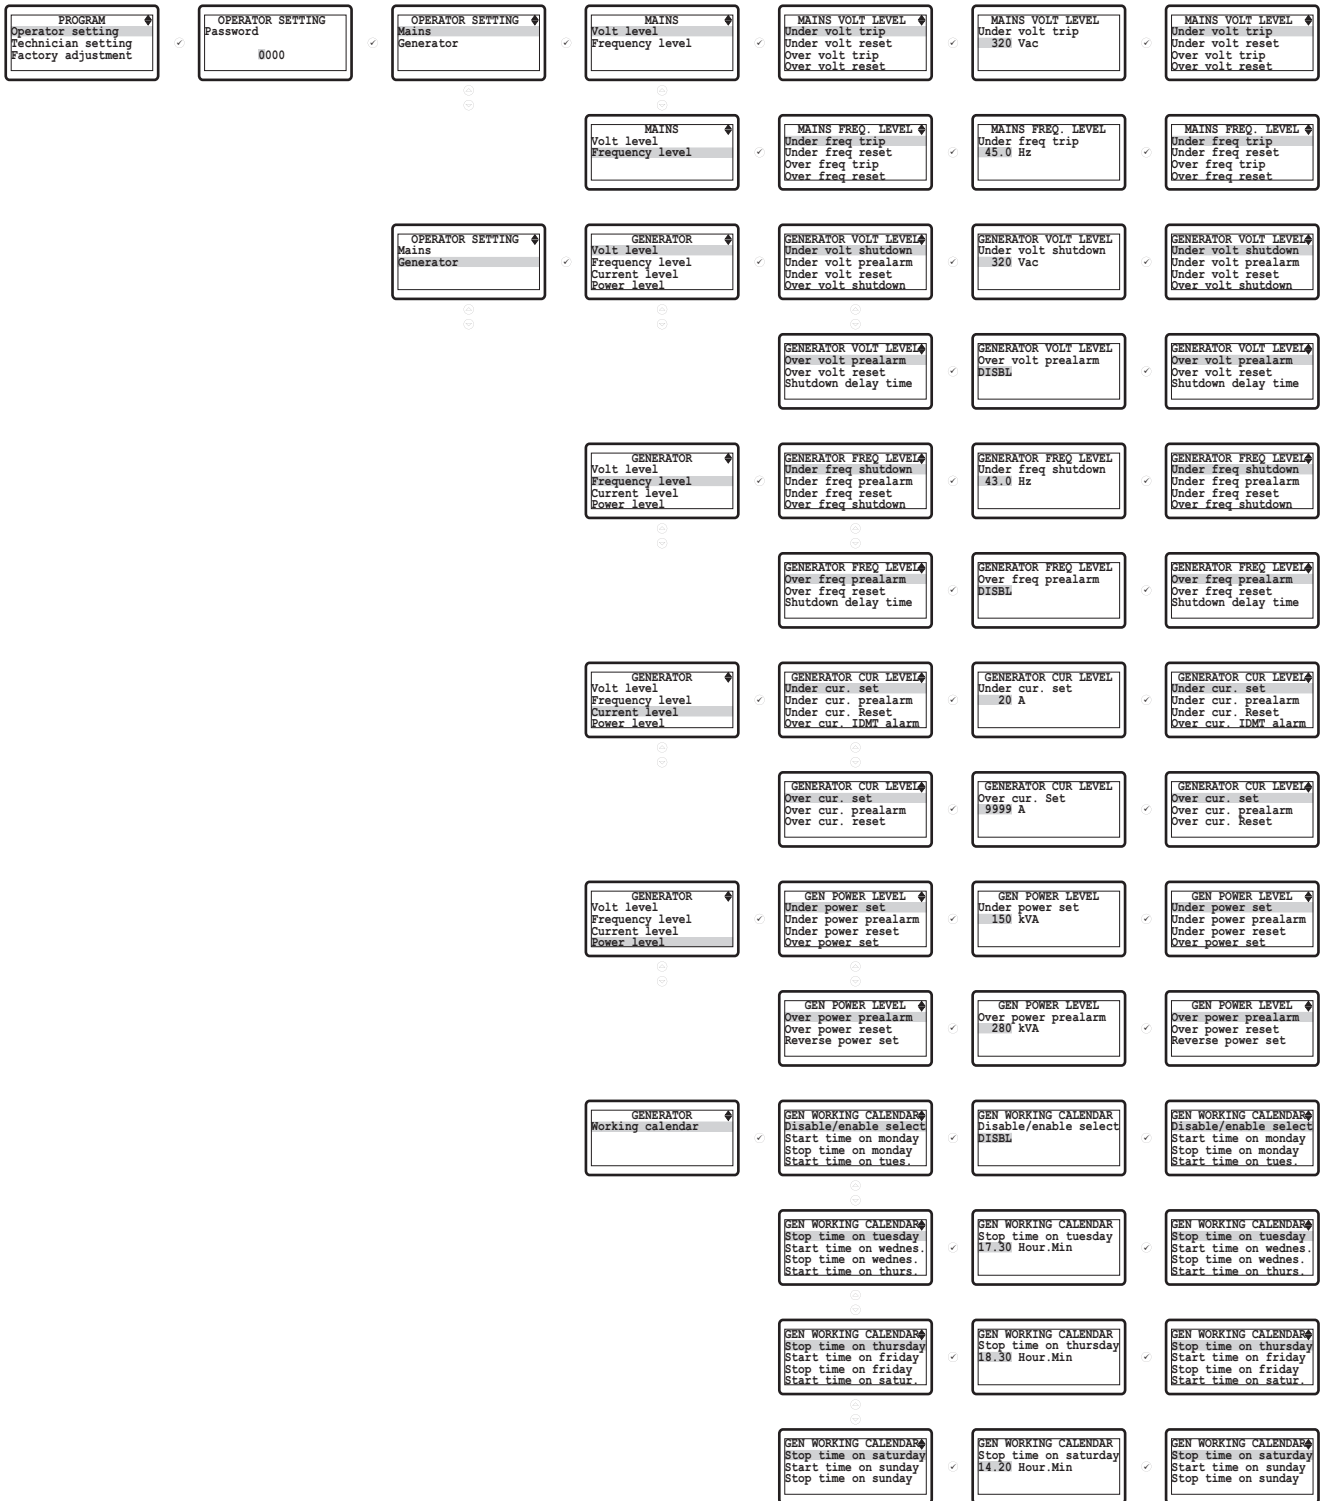 PROGRAM
Operator setting
Technician setting
Factory adjustment
OPERATOR SETTING
Password
0000
OPERATOR SETTING
Mains
Generator
MAINS
Volt level
Frequency level
MAINS VOLT LEVEL
Under volt trip
Under volt reset
Over volt trip
Over volt reset
MAINS VOLT LEVEL
Under volt trip
320 Vac
MAINS VOLT LEVEL
Under volt trip
Under volt reset
Over volt trip
Over volt reset
MAINS
Volt level
Frequency level
MAINS FREQ. LEVEL
Under freq trip
Under freq reset
Over freq trip
Over freq reset
MAINS FREQ. LEVEL
Under freq trip
45.0 Hz
MAINS FREQ. LEVEL
Under freq trip
Under freq reset
Over freq trip
Over freq reset
OPERATOR SETTING
Mains
Generator
GENERATOR
Volt level
Frequency level
Current level
Power level
GENERATOR VOLT LEVEL
Under volt shutdown
Under volt prealarm
Under volt reset
Over volt shutdown
GENERATOR VOLT LEVEL
Under volt shutdown
320 Vac
GENERATOR VOLT LEVEL
Under volt shutdown
Under volt prealarm
Under volt reset
Over volt shutdown
GENERATOR VOLT LEVEL
Over volt prealarm
Over volt reset
Shutdown delay time
GENERATOR VOLT LEVEL
Over volt prealarm
DISBL
GENERATOR VOLT LEVEL
Over volt prealarm
Over volt reset
Shutdown delay time
GENERATOR
Volt level
Frequency level
Current level
Power level
GENERATOR FREQ LEVEL
Under freq shutdown
Under freq prealarm
Under freq reset
Over freq shutdown
GENERATOR FREQ LEVEL
Under freq shutdown
43.0 Hz
GENERATOR FREQ LEVEL
Under freq shutdown
Under freq prealarm
Under freq reset
Over freq shutdown
GENERATOR FREQ LEVEL
Over freq prealarm
Over freq reset
Shutdown delay time
GENERATOR FREQ LEVEL
Over freq prealarm
DISBL
GENERATOR FREQ LEVEL
Over freq prealarm
Over freq reset
Shutdown delay time
GENERATOR
Volt level
Frequency level
Current level
Power level
GENERATOR CUR LEVEL
Under cur. set
Under cur. prealarm
Under cur. Reset
Over cur. IDMT alarm
GENERATOR CUR LEVEL
Under cur. set
20 A
GENERATOR CUR LEVEL
Under cur. set
Under cur. prealarm
Under cur. Reset
Over cur. IDMT alarm
GENERATOR CUR LEVEL
Over cur. set
Over cur. prealarm
Over cur. reset
GENERATOR CUR LEVEL
Over cur. Set
9999 A
GENERATOR CUR LEVEL
Over cur. set
Over cur. prealarm
Over cur. Reset
GENERATOR
Volt level
Frequency level
Current level
Power level
GEN POWER LEVEL
Under power set
Under power prealarm
Under power reset
Over power set
GEN POWER LEVEL
Under power set
150 kVA
GEN POWER LEVEL
Under power set
Under power prealarm
Under power reset
Over power set
GEN POWER LEVEL
Over power prealarm
Over power reset
Reverse power set
GEN POWER LEVEL
Over power prealarm
280 kVA
GEN POWER LEVEL
Over power prealarm
Over power reset
Reverse power set
GENERATOR
Working calendar
GEN WORKING CALENDAR
Disable/enable select
Start time on monday
Stop time on monday
Start time on tues.
GEN WORKING CALENDAR
Disable/enable select
DISBL
GEN WORKING CALENDAR
Disable/enable select
Start time on monday
Stop time on monday
Start time on tues.
GEN WORKING CALENDAR
Stop time on tuesday
Start time on wednes.
Stop time on wednes.
Start time on thurs.
GEN WORKING CALENDAR
Stop time on tuesday
17.30 Hour.Min
GEN WORKING CALENDAR
Stop time on tuesday
Start time on wednes.
Stop time on wednes.
Start time on thurs.
GEN WORKING CALENDAR
Stop time on thursday
Start time on friday
Stop time on friday
Start time on satur.
GEN WORKING CALENDAR
Stop time on thursday
18.30 Hour.Min
GEN WORKING CALENDAR
Stop time on thursday
Start time on friday
Stop time on friday
Start time on satur.
GEN WORKING CALENDAR
Stop time on saturday
Start time on sunday
Stop time on sunday
GEN WORKING CALENDAR
Stop time on saturday
14.20 Hour.Min
GEN WORKING CALENDAR
Stop time on saturday
Start time on sunday
Stop time on sunday